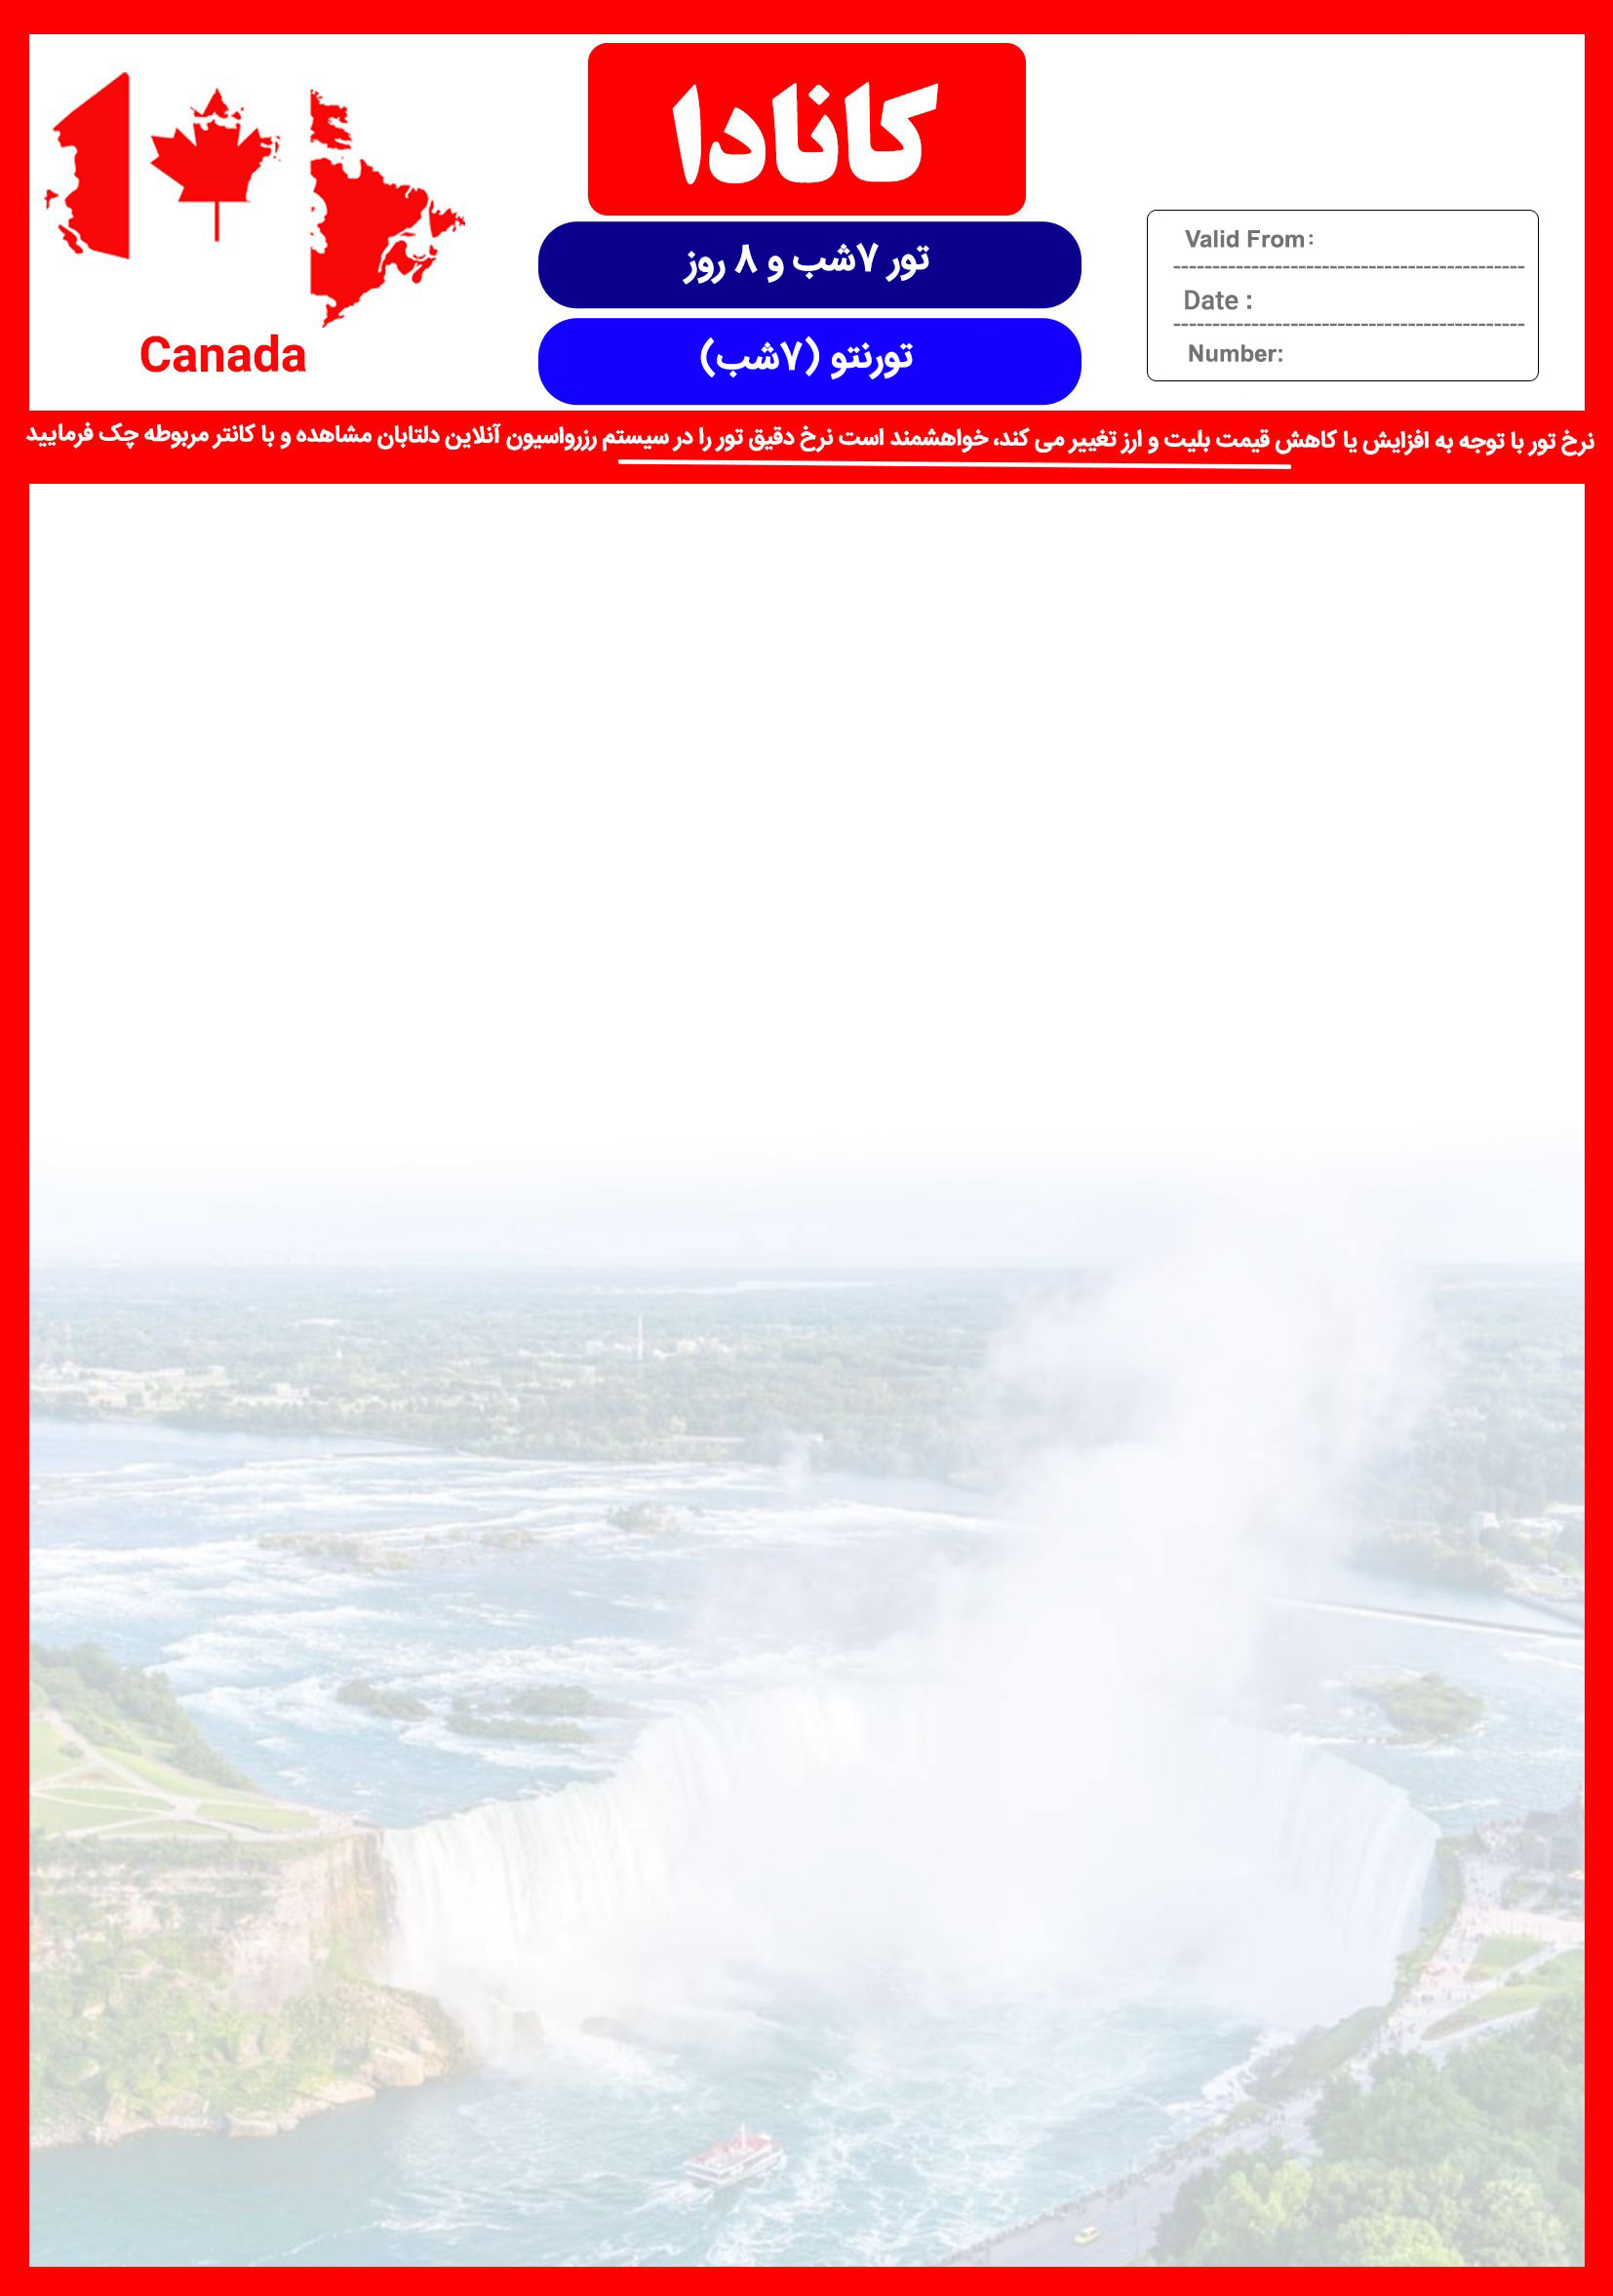 کانادا
تور ۷شب و ۸ روز
تورنتو (۷شب)
Canada
Valid From:
Date :
Number:
نرخ تور با توجه به افزایش یا کاهش قیمت بلیت و ارز تغییر می کند، خواهشمند است نرخ دقیق تور را در سیستم رزرواسیون آنلاین دلتابان مشاهده و با کانتر مربوطه چک فرمایید